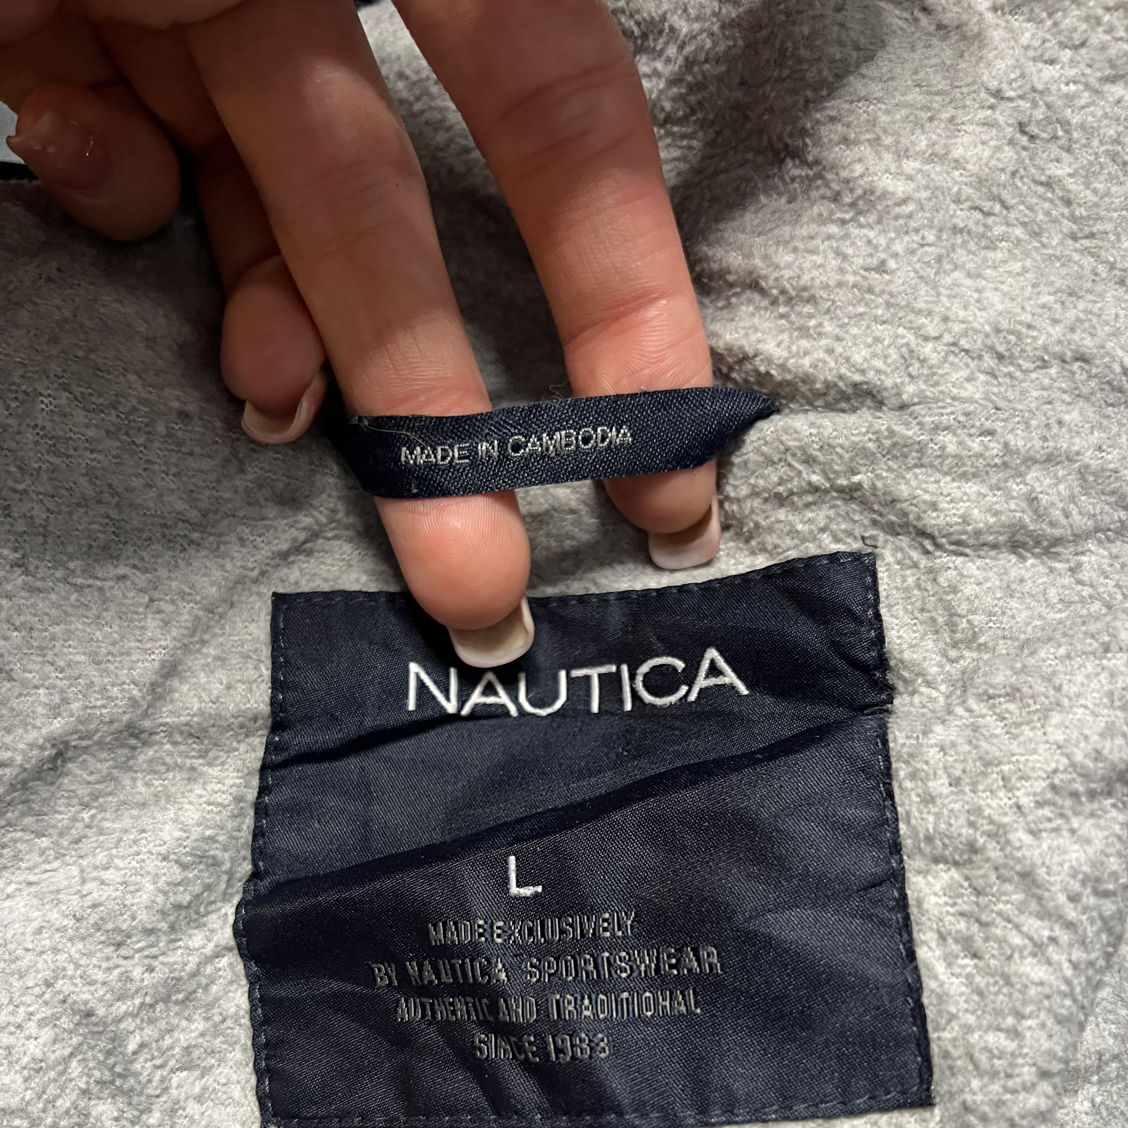 MADE IN CAMBODIA
NAUTICA
L
MADE EXCLUSIVELY
BY NAUTICA SPORTSWEAR
AUTHENTIC AND TRADITIONAL
SINCE 1983